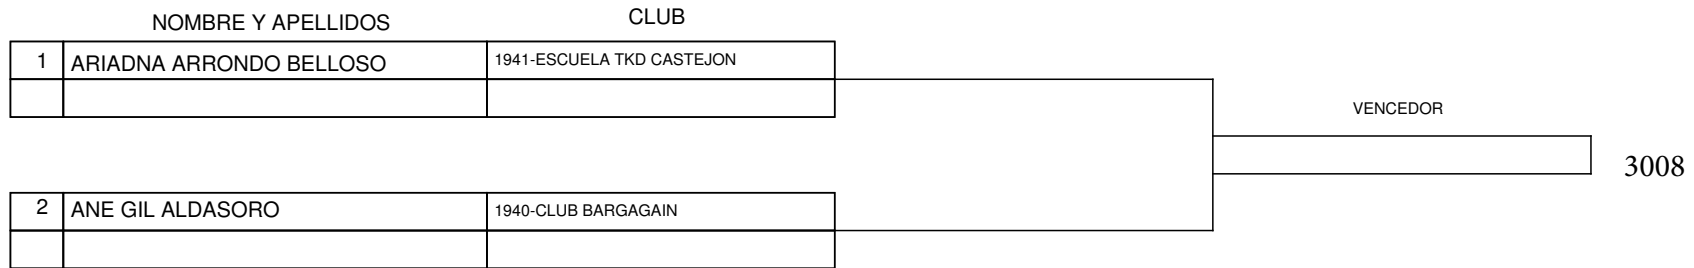 NOMBRE Y APELLIDOS CLUB
1 ARIADNA ARRONDO BELLOSO 1941-ESCUELA TKD CASTEJON
VENCEDOR
3008
2 ANE GIL ALDASORO 1940-CLUB BARGAGAIN